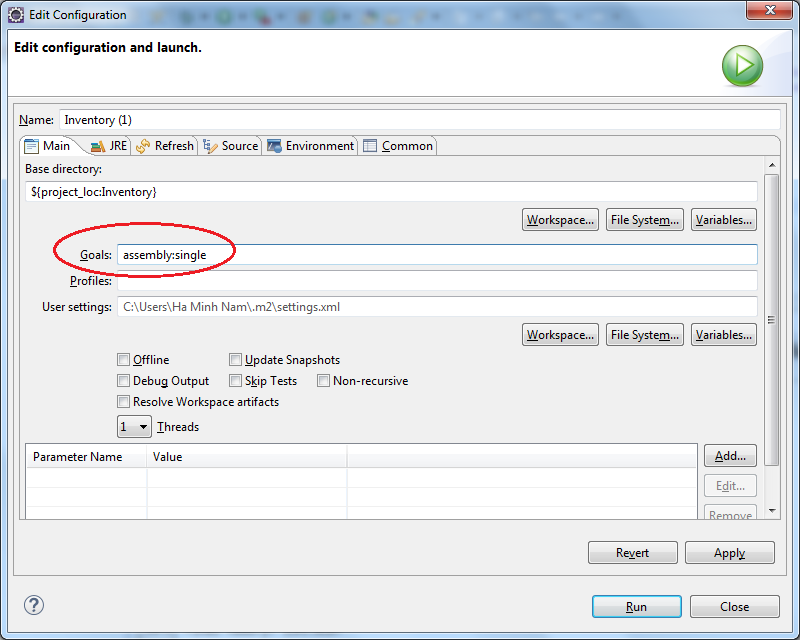 Edit Configuration
Edit configuration and launch.
Name: Inventory (1)
Main JRE Refresh Source Environment Common
Base directory:
${project_loc:Inventory}
Workspace... File System... Variables...
Goals: assembly:single
Profiles:
User settings: C:\Users\Ha Minh Nam\.m2\settings.xml
Workspace... File System... Variables...
Offline Update Snapshots
Debug Output Skip Tests Non-recursive
Resolve Workspace artifacts
1 Threads
Parameter Name Value Add...
Edit...
Remove
Revert Apply
? Run Close